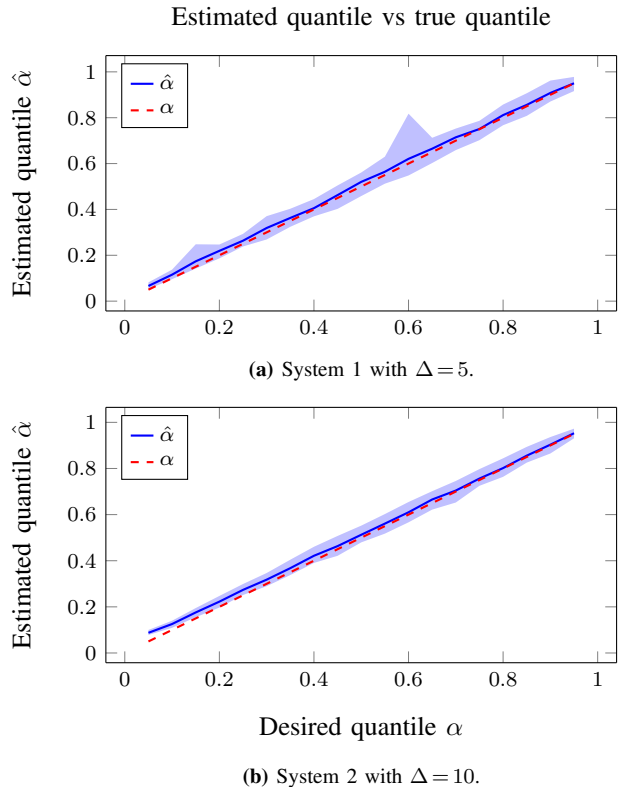 Estimated quantile vs true quantile
Estimated quantile α̂
1
0.8
0.6
0.4
0.2
0
α̂
α
0 0.2 0.4 0.6 0.8 1
(a) System 1 with Δ=5.
Estimated quantile α̂
1
0.8
0.6
0.4
0.2
0
α̂
α
0 0.2 0.4 0.6 0.8 1
Desired quantile α
(b) System 2 with Δ=10.